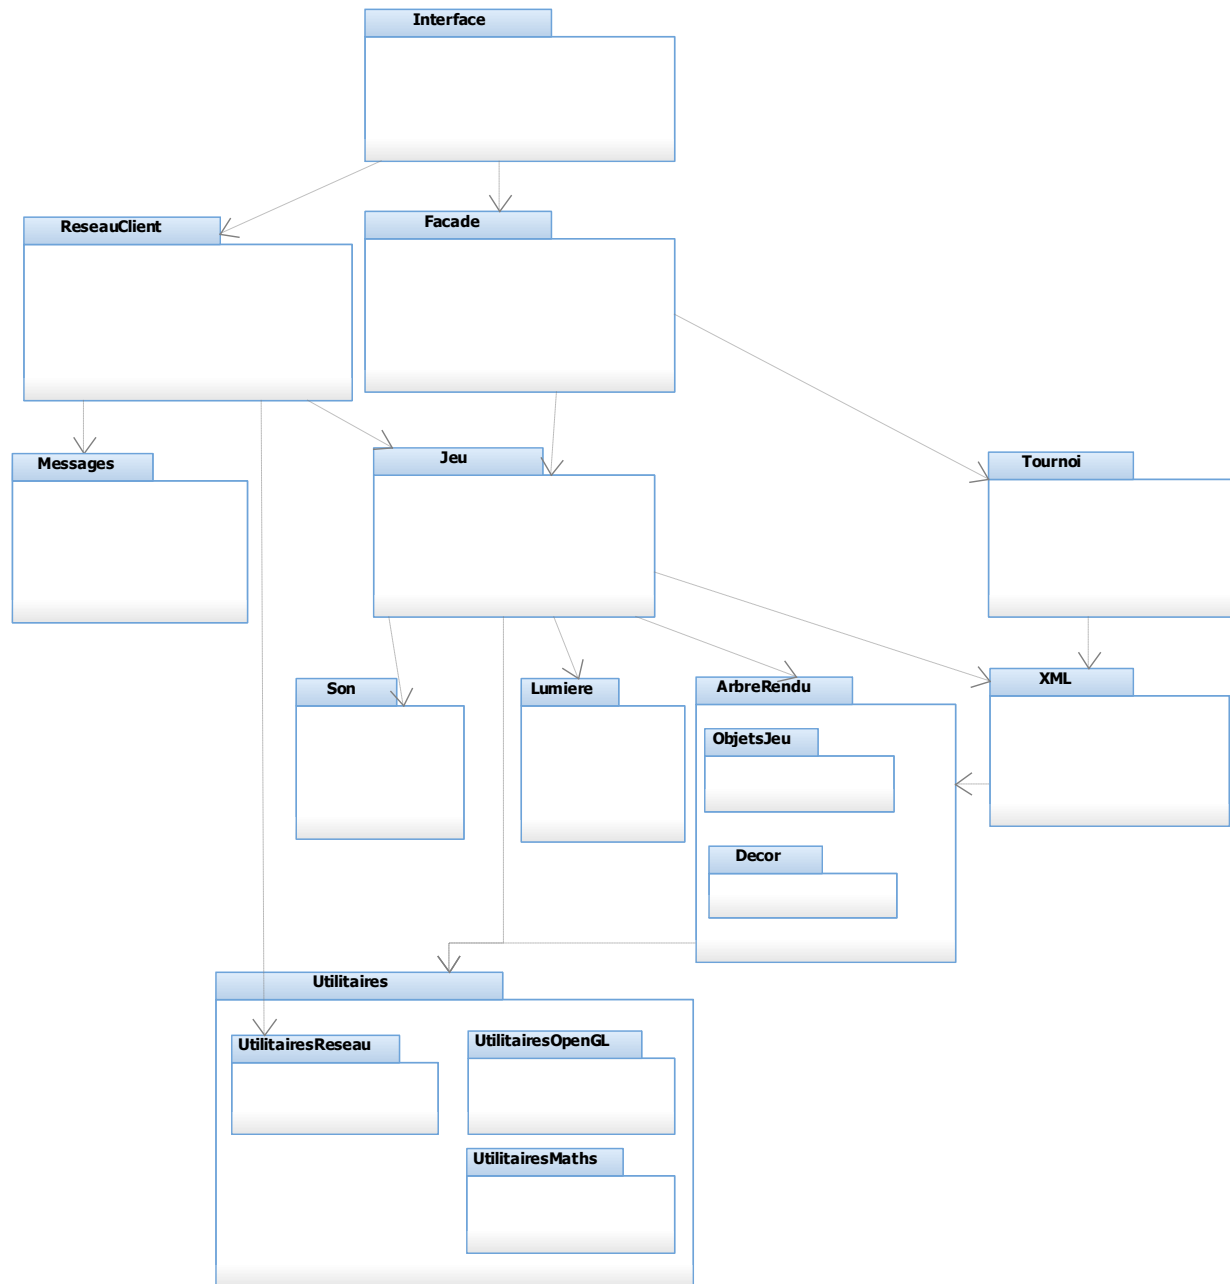 Interface
ReseauClient
Facade
Messages
Jeu
Tournoi
Son
Lumiere
ArbreRendu
XML
ObjetsJeu
Decor
Utilitaires
UtilitairesReseau
UtilitairesOpenGL
UtilitairesMaths